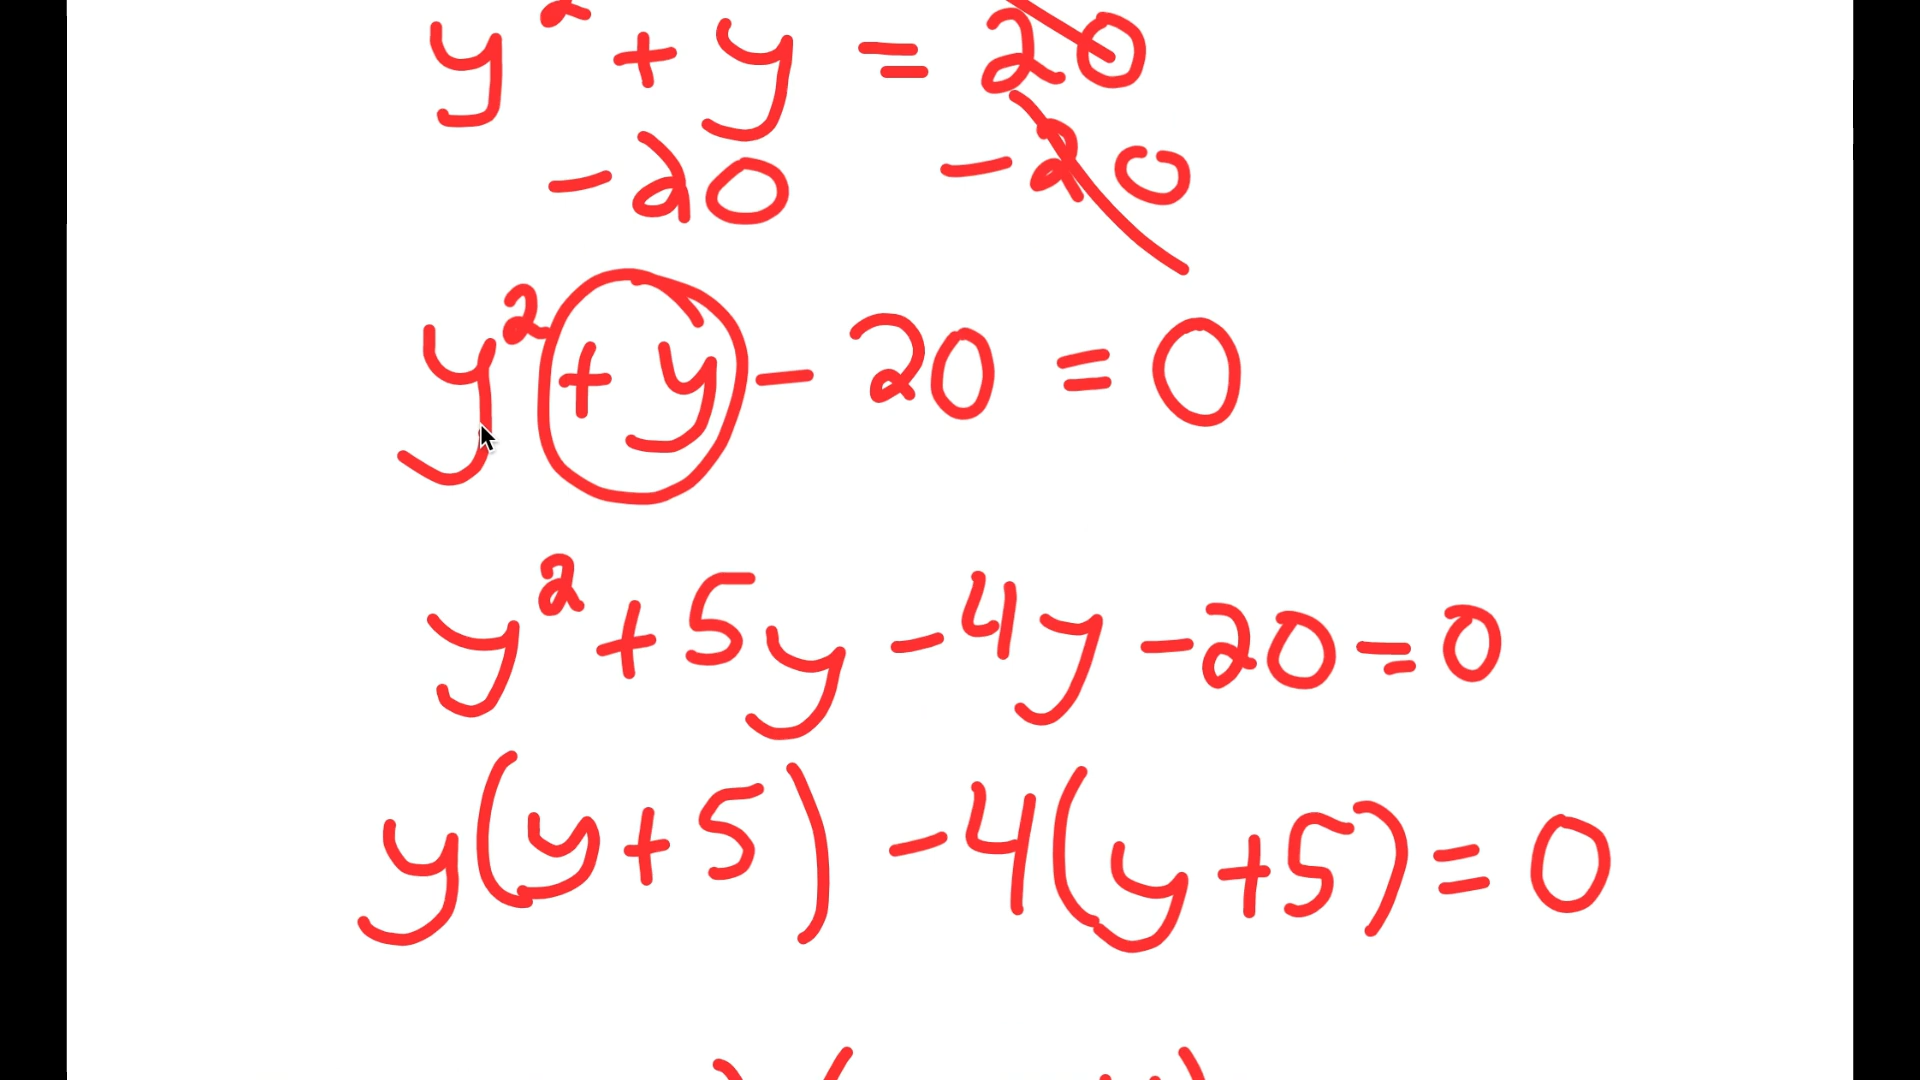 y² + y = 20
-20 -20
y² + y - 20 = 0
y² + 5y - 4y - 20 = 0
y(y+5) - 4(y+5) = 0